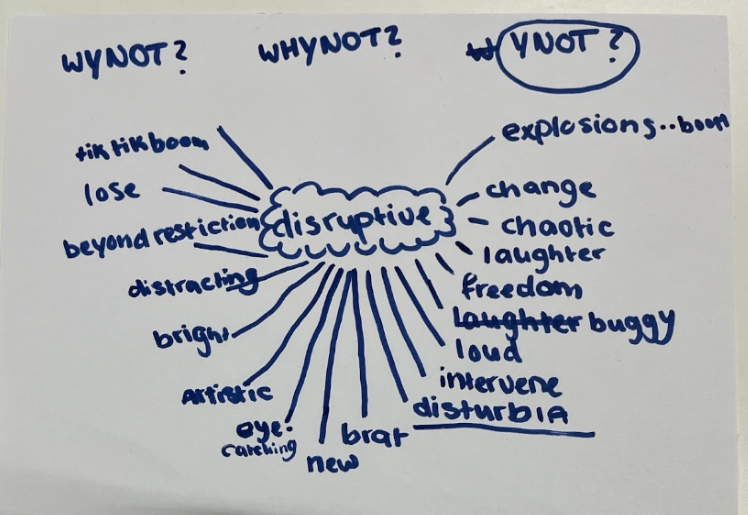 WYNOT? WHYNOT? YNOT?
tik tik boom
lose
beyond restiction
distracting
bright
Artistic
eye-
catching
new
brat
disruptive
explosions..boom
change
chaotic
laughter
freedom
laughter buggy
loud
intervene
disturbIA